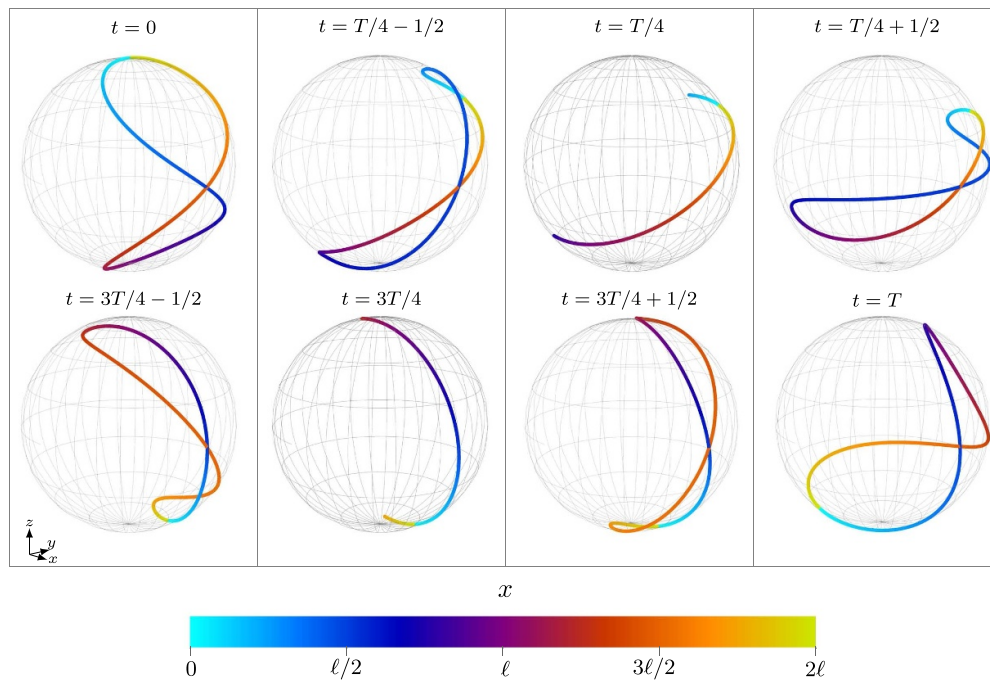 t = 0
t = T/4 − 1/2
t = T/4
t = T/4 + 1/2
t = 3T/4 − 1/2
t = 3T/4
t = 3T/4 + 1/2
t = T
z
y
x
x
0
ℓ/2
ℓ
3ℓ/2
2ℓ